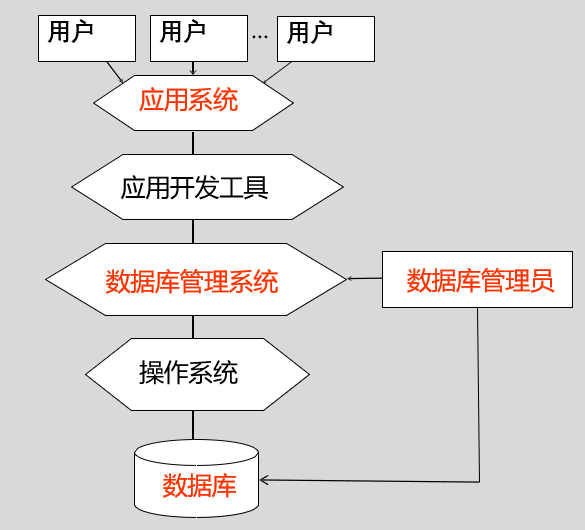 用户
用户
...
用户
应用系统
应用开发工具
数据库管理系统
数据库管理员
操作系统
数据库